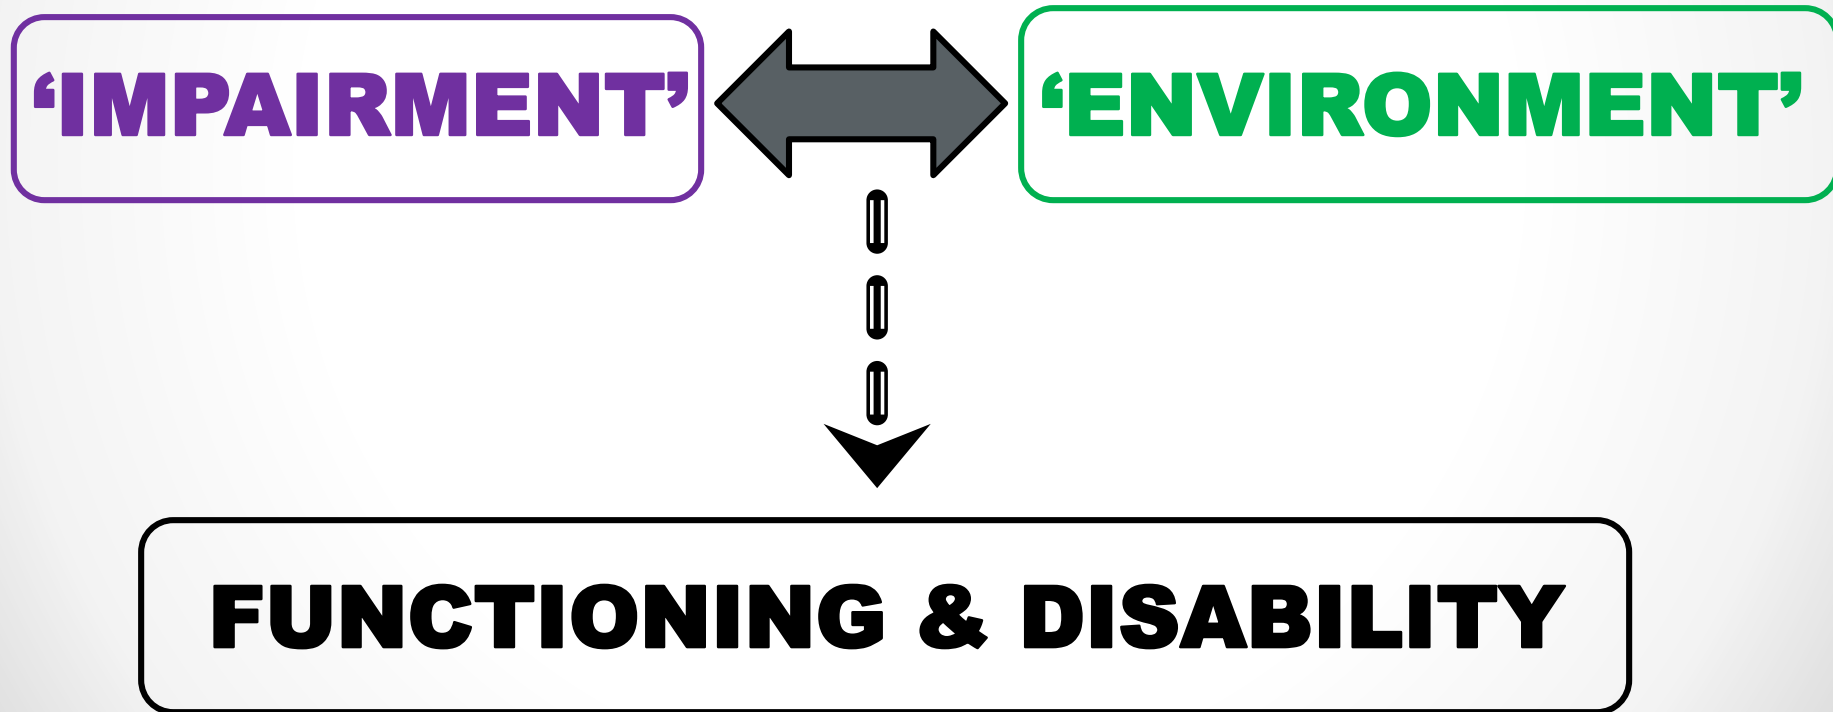 ‘IMPAIRMENT’
‘ENVIRONMENT’
FUNCTIONING & DISABILITY